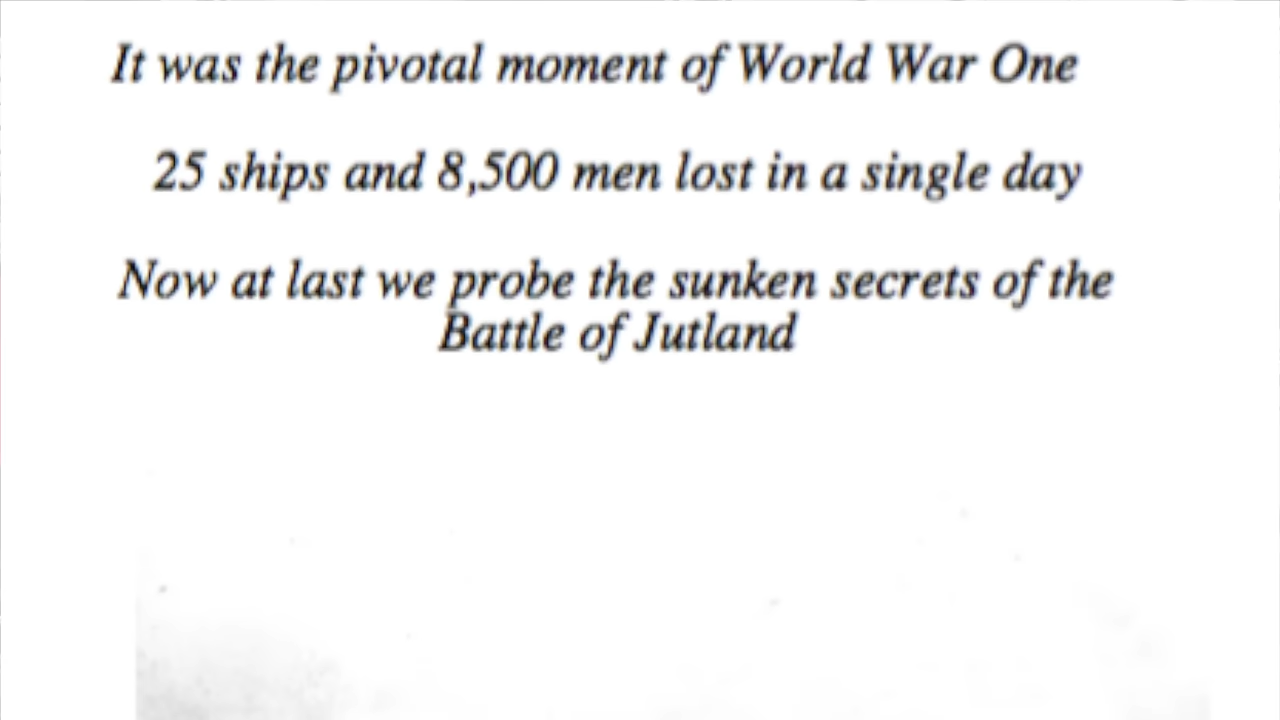 It was the pivotal moment of World War One
25 ships and 8,500 men lost in a single day
Now at last we probe the sunken secrets of the
Battle of Jutland